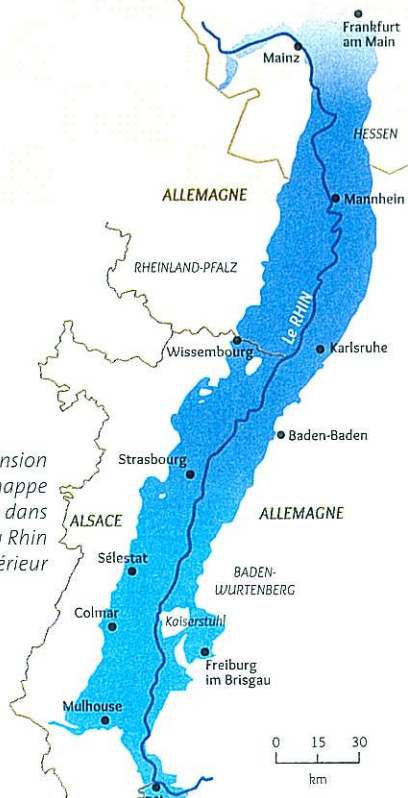 Frankfurt
am Main
Mainz
HESSEN
ALLEMAGNE
Mannhein
RHEINLAND-PFALZ
Le RHIN
Wissembourg
Karlsruhe
Baden-Baden
Strasbourg
nsion
nappe
dans
Rhin
érieur
ALSACE
ALLEMAGNE
Sélestat
BADEN-
WURTENBERG
Colmar
Kaiserstuhl
Freiburg
im Brisgau
Mulhouse
0 15 30
km